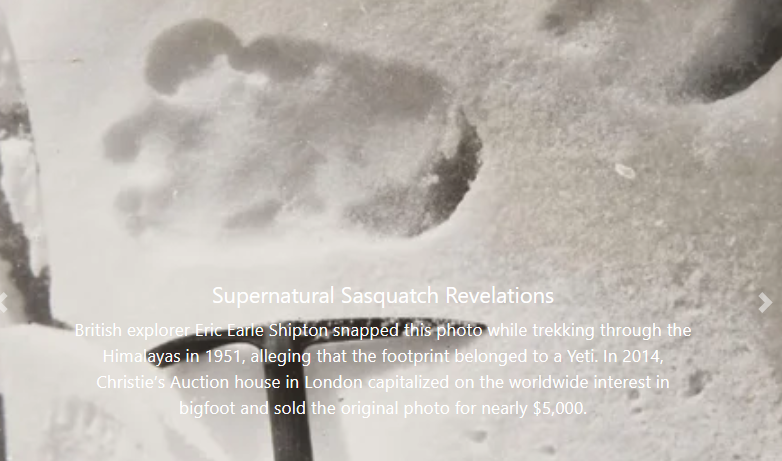 Supernatural Sasquatch Revelations
British explorer Eric Earle Shipton snapped this photo while trekking through the
Himalayas in 1951, alleging that the footprint belonged to a Yeti. In 2014,
Christie's Auction house in London capitalized on the worldwide interest in
bigfoot and sold the original photo for nearly $5,000.